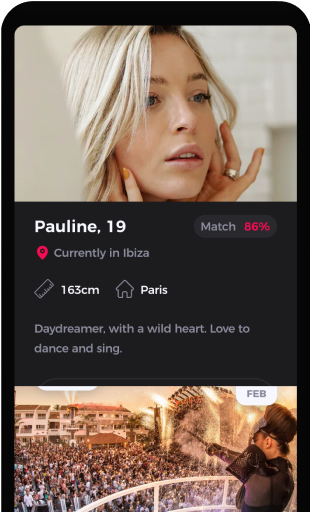 Pauline, 19
Match 86%
Currently in Ibiza
163cm
Paris
Daydreamer, with a wild heart. Love to
dance and sing.
FEB